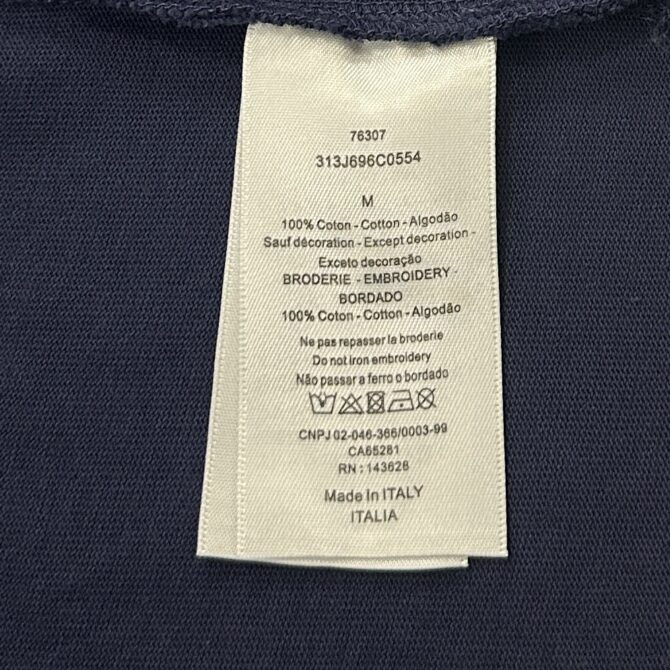 76307
313J696C0554
M
100% Coton - Cotton - Algodão
Sauf décoration - Except decoration -
Exceto decoração
BRODERIE - EMBROIDERY -
BORDADO
100% Coton - Cotton - Algodão
Ne pas repasser la broderie
Do not iron embroidery
Não passar a ferro o bordado
CNPJ 02-046-366/0003-99
CA65281
RN : 143628
Made In ITALY
ITALIA